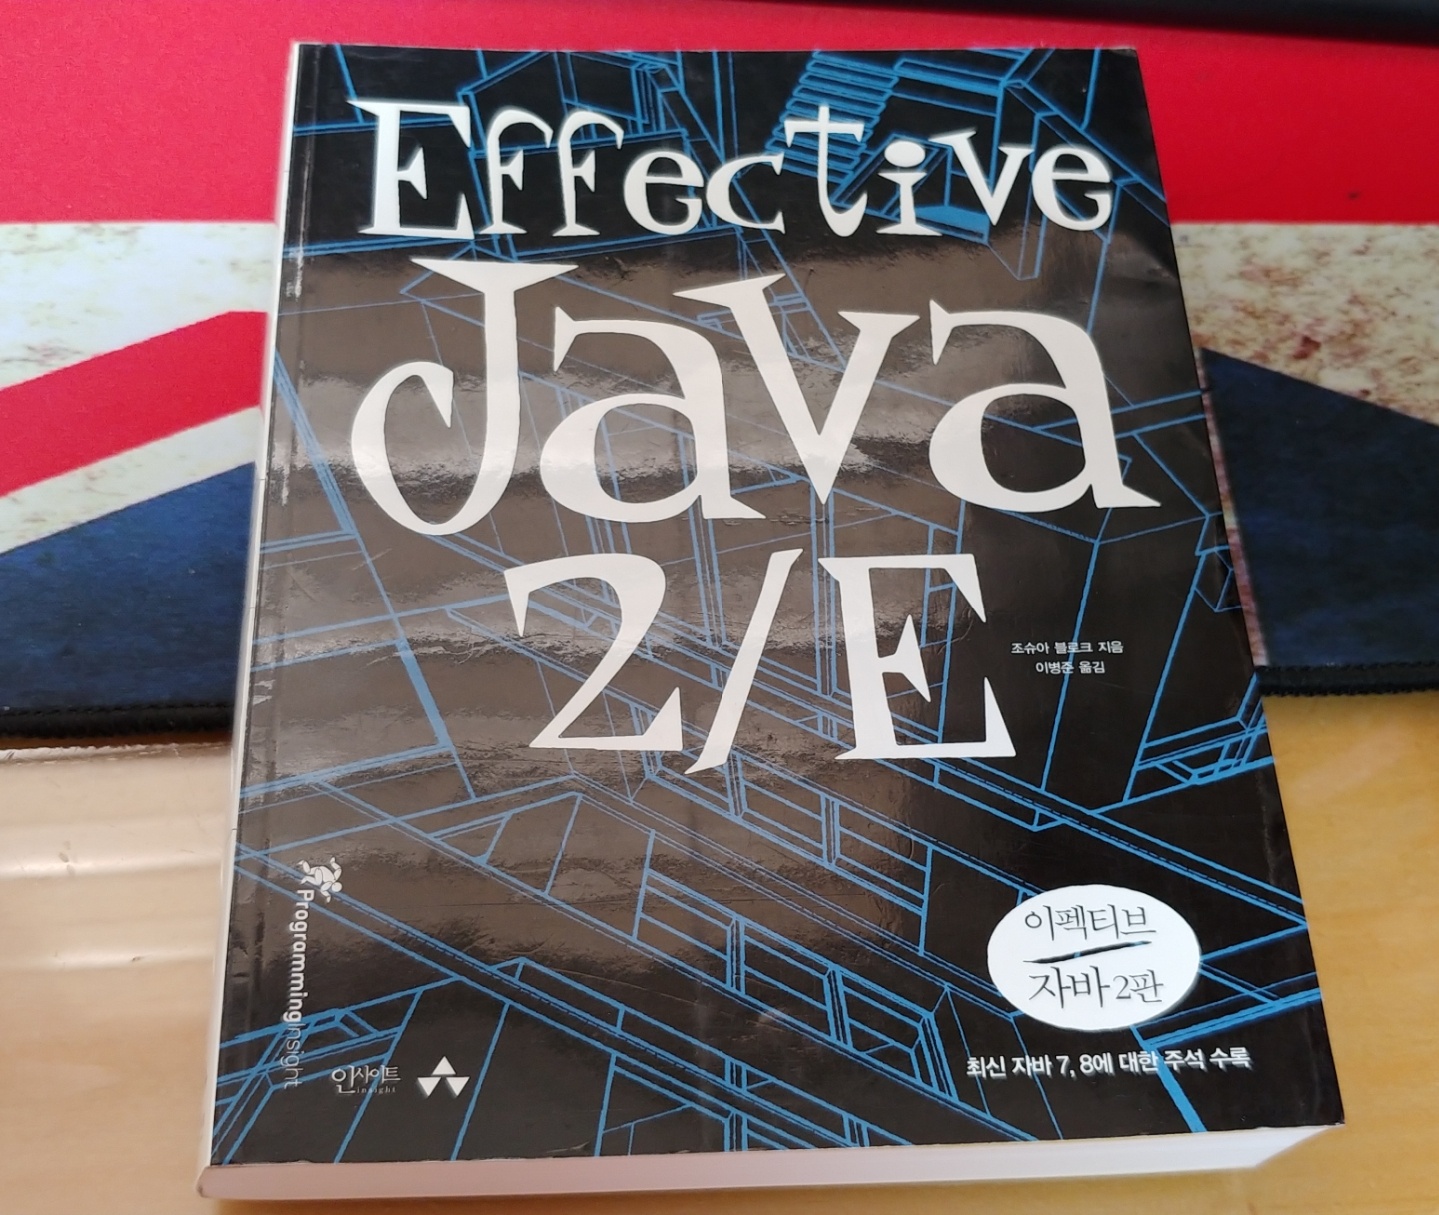 Effective
Java
2/E
조슈아 블로크 지음
이병준 옮김
이펙티브
자바 2판
최신 자바 7, 8에 대한 주석 수록
ProgrammingInsight
인사이트
insight